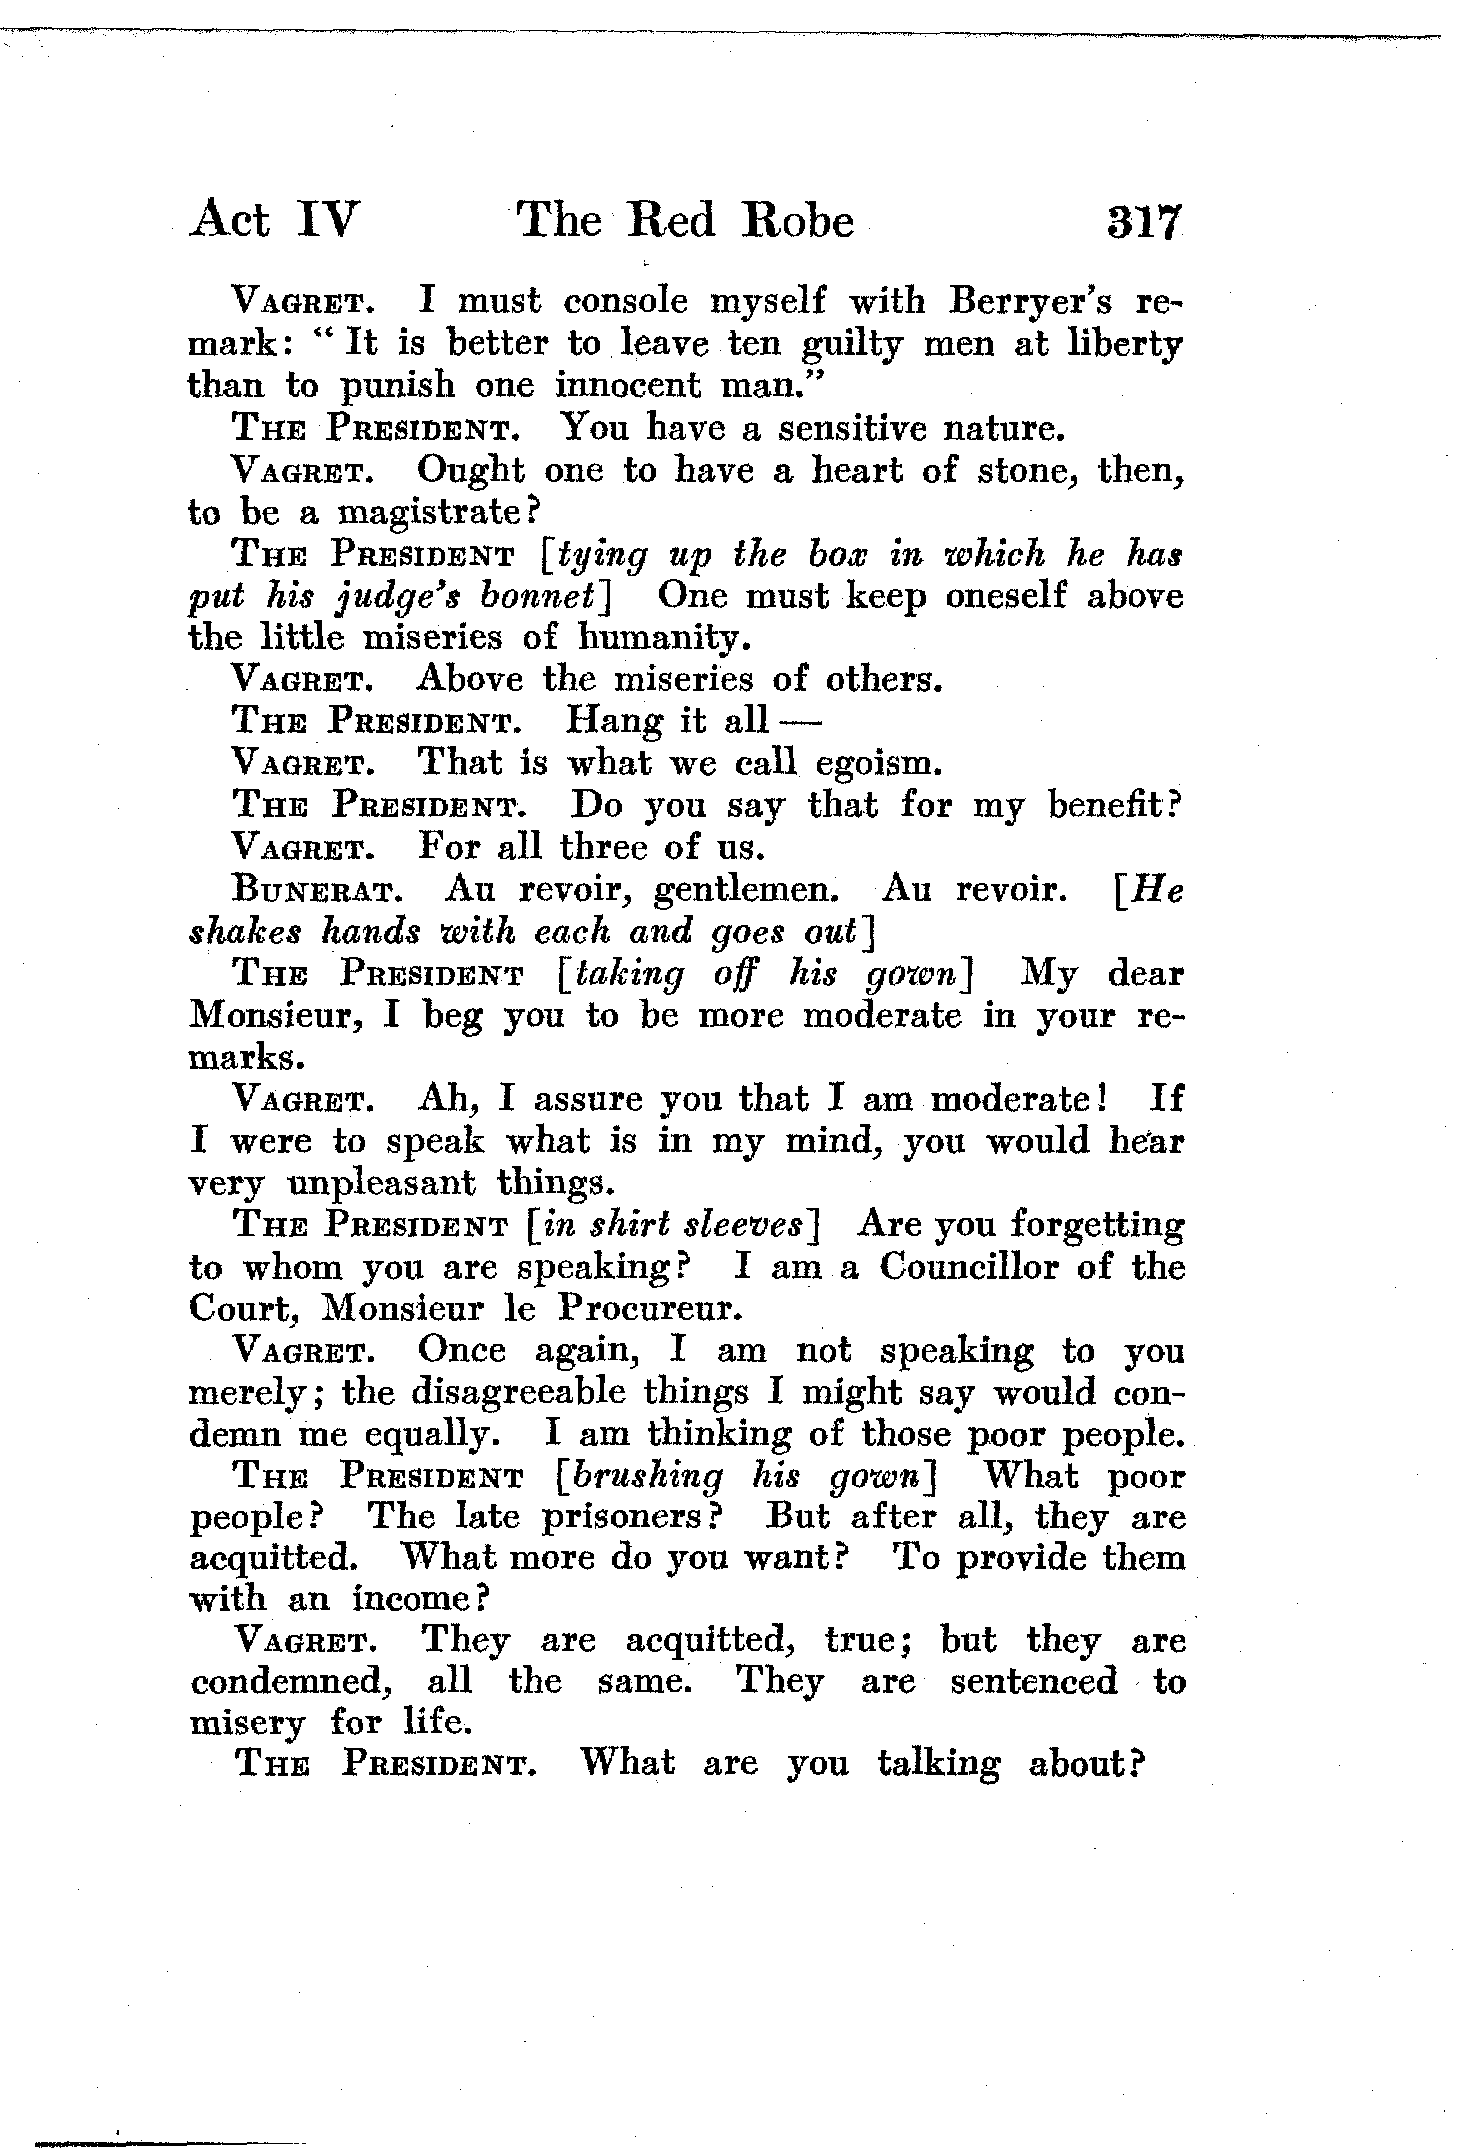 Act IV The Red Robe 317
VAGRET. I must console myself with Berryer's re-
mark: "It is better to leave ten guilty men at liberty
than to punish one innocent man."
THE PRESIDENT. You have a sensitive nature.
VAGRET. Ought one to have a heart of stone, then,
to be a magistrate?
THE PRESIDENT [tying up the box in which he has
put his judge's bonnet] One must keep oneself above
the little miseries of humanity.
VAGRET. Above the miseries of others.
THE PRESIDENT. Hang it all—
VAGRET. That is what we call egoism.
THE PRESIDENT. Do you say that for my benefit?
VAGRET. For all three of us.
BUNERAT. Au revoir, gentlemen. Au revoir. [He
shakes hands with each and goes out]
THE PRESIDENT [taking off his gown] My dear
Monsieur, I beg you to be more moderate in your re-
marks.
VAGRET. Ah, I assure you that I am moderate! If
I were to speak what is in my mind, you would hear
very unpleasant things.
THE PRESIDENT [in shirt sleeves] Are you forgetting
to whom you are speaking? I am a Councillor of the
Court, Monsieur le Procureur.
VAGRET. Once again, I am not speaking to you
merely; the disagreeable things I might say would con-
demn me equally. I am thinking of those poor people.
THE PRESIDENT [brushing his gown] What poor
people? The late prisoners? But after all, they are
acquitted. What more do you want? To provide them
with an income?
VAGRET. They are acquitted, true; but they are
condemned, all the same. They are sentenced to
misery for life.
THE PRESIDENT. What are you talking about?